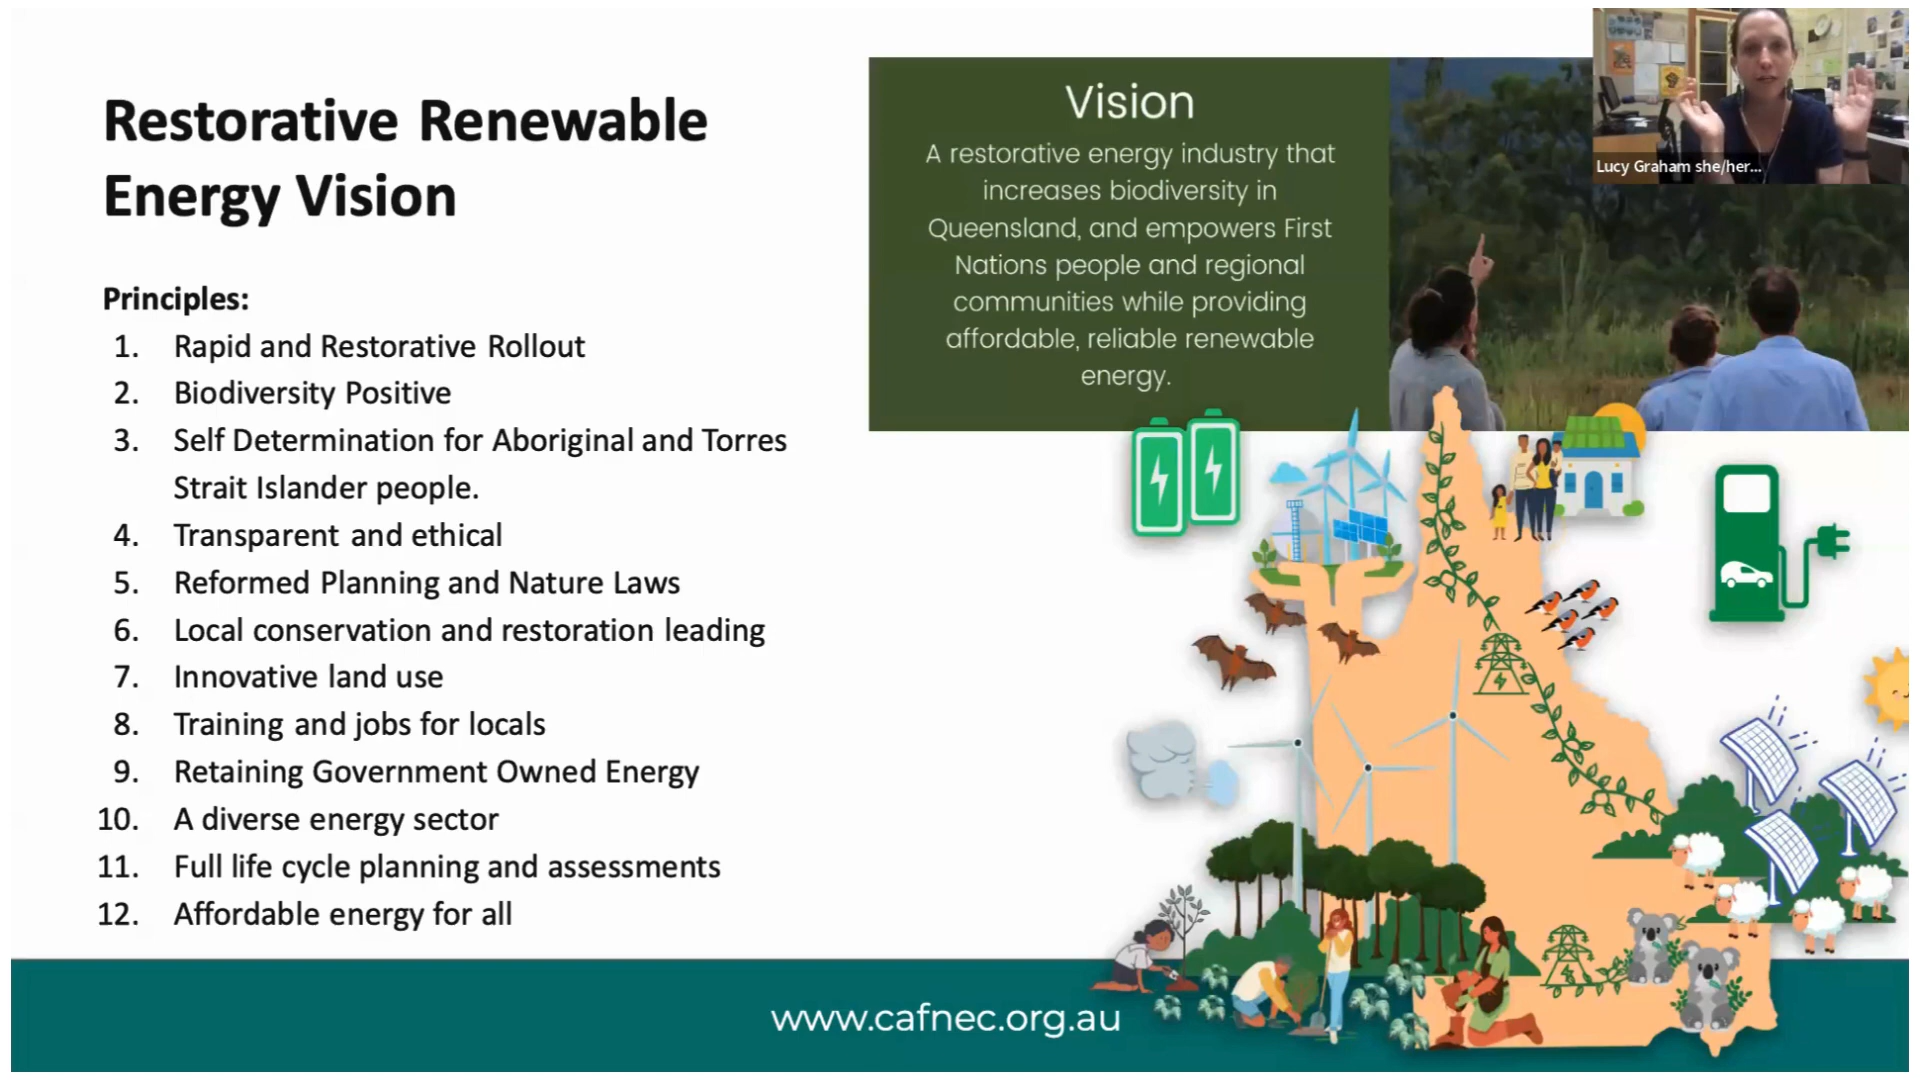 Restorative Renewable
Energy Vision
Principles:
1. Rapid and Restorative Rollout
2. Biodiversity Positive
3. Self Determination for Aboriginal and Torres
Strait Islander people.
4. Transparent and ethical
5. Reformed Planning and Nature Laws
6. Local conservation and restoration leading
7. Innovative land use
8. Training and jobs for locals
9. Retaining Government Owned Energy
10. A diverse energy sector
11. Full life cycle planning and assessments
12. Affordable energy for all
Vision
A restorative energy industry that
increases biodiversity in
Queensland, and empowers First
Nations people and regional
communities while providing
affordable, reliable renewable
energy.
Lucy Graham she/her...
www.cafnec.org.au